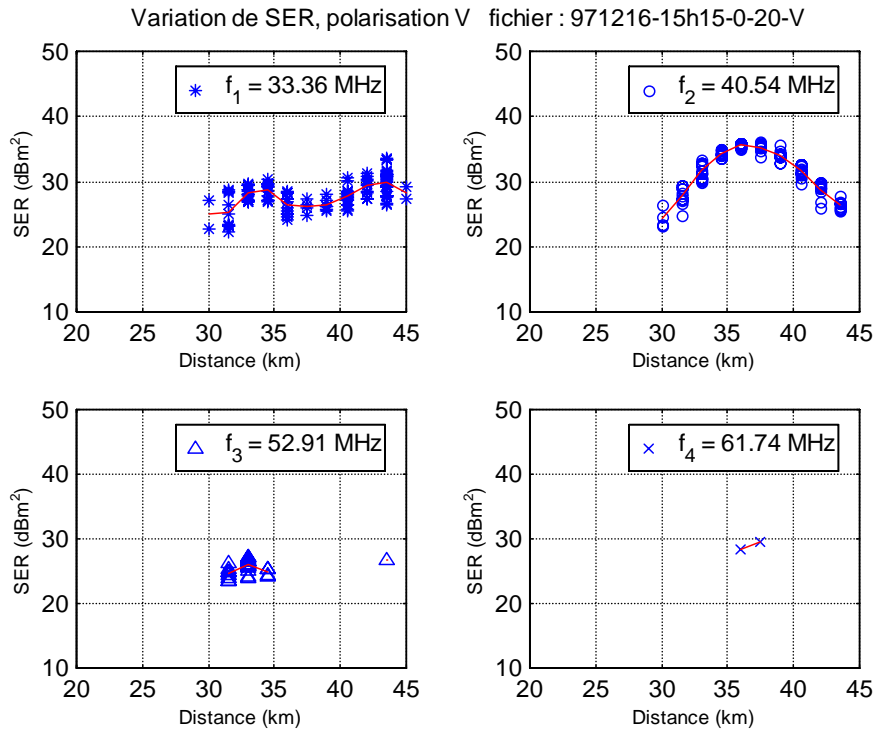 Variation de SER, polarisation V fichier : 971216-15h15-0-20-V
f1 = 33.36 MHz
SER (dBm2)
50
40
30
20
10
20 25 30 35 40 45
Distance (km)
f2 = 40.54 MHz
SER (dBm2)
50
40
30
20
10
20 25 30 35 40 45
Distance (km)
f3 = 52.91 MHz
SER (dBm2)
50
40
30
20
10
20 25 30 35 40 45
Distance (km)
f4 = 61.74 MHz
SER (dBm2)
50
40
30
20
10
20 25 30 35 40 45
Distance (km)